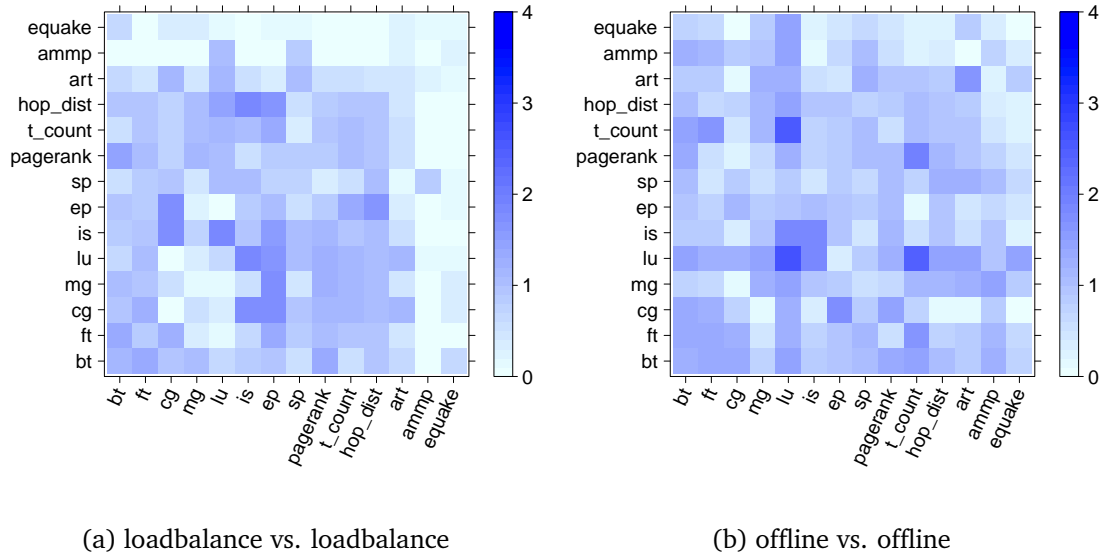 equake
ammp
art
hop_dist
t_count
pagerank
sp
ep
is
lu
mg
cg
ft
bt
bt
ft
cg
mg
lu
is
ep
sp
pagerank
t_count
hop_dist
art
ammp
equake
4
3
2
1
0
(a) loadbalance vs. loadbalance
equake
ammp
art
hop_dist
t_count
pagerank
sp
ep
is
lu
mg
cg
ft
bt
bt
ft
cg
mg
lu
is
ep
sp
pagerank
t_count
hop_dist
art
ammp
equake
4
3
2
1
0
(b) offline vs. offline